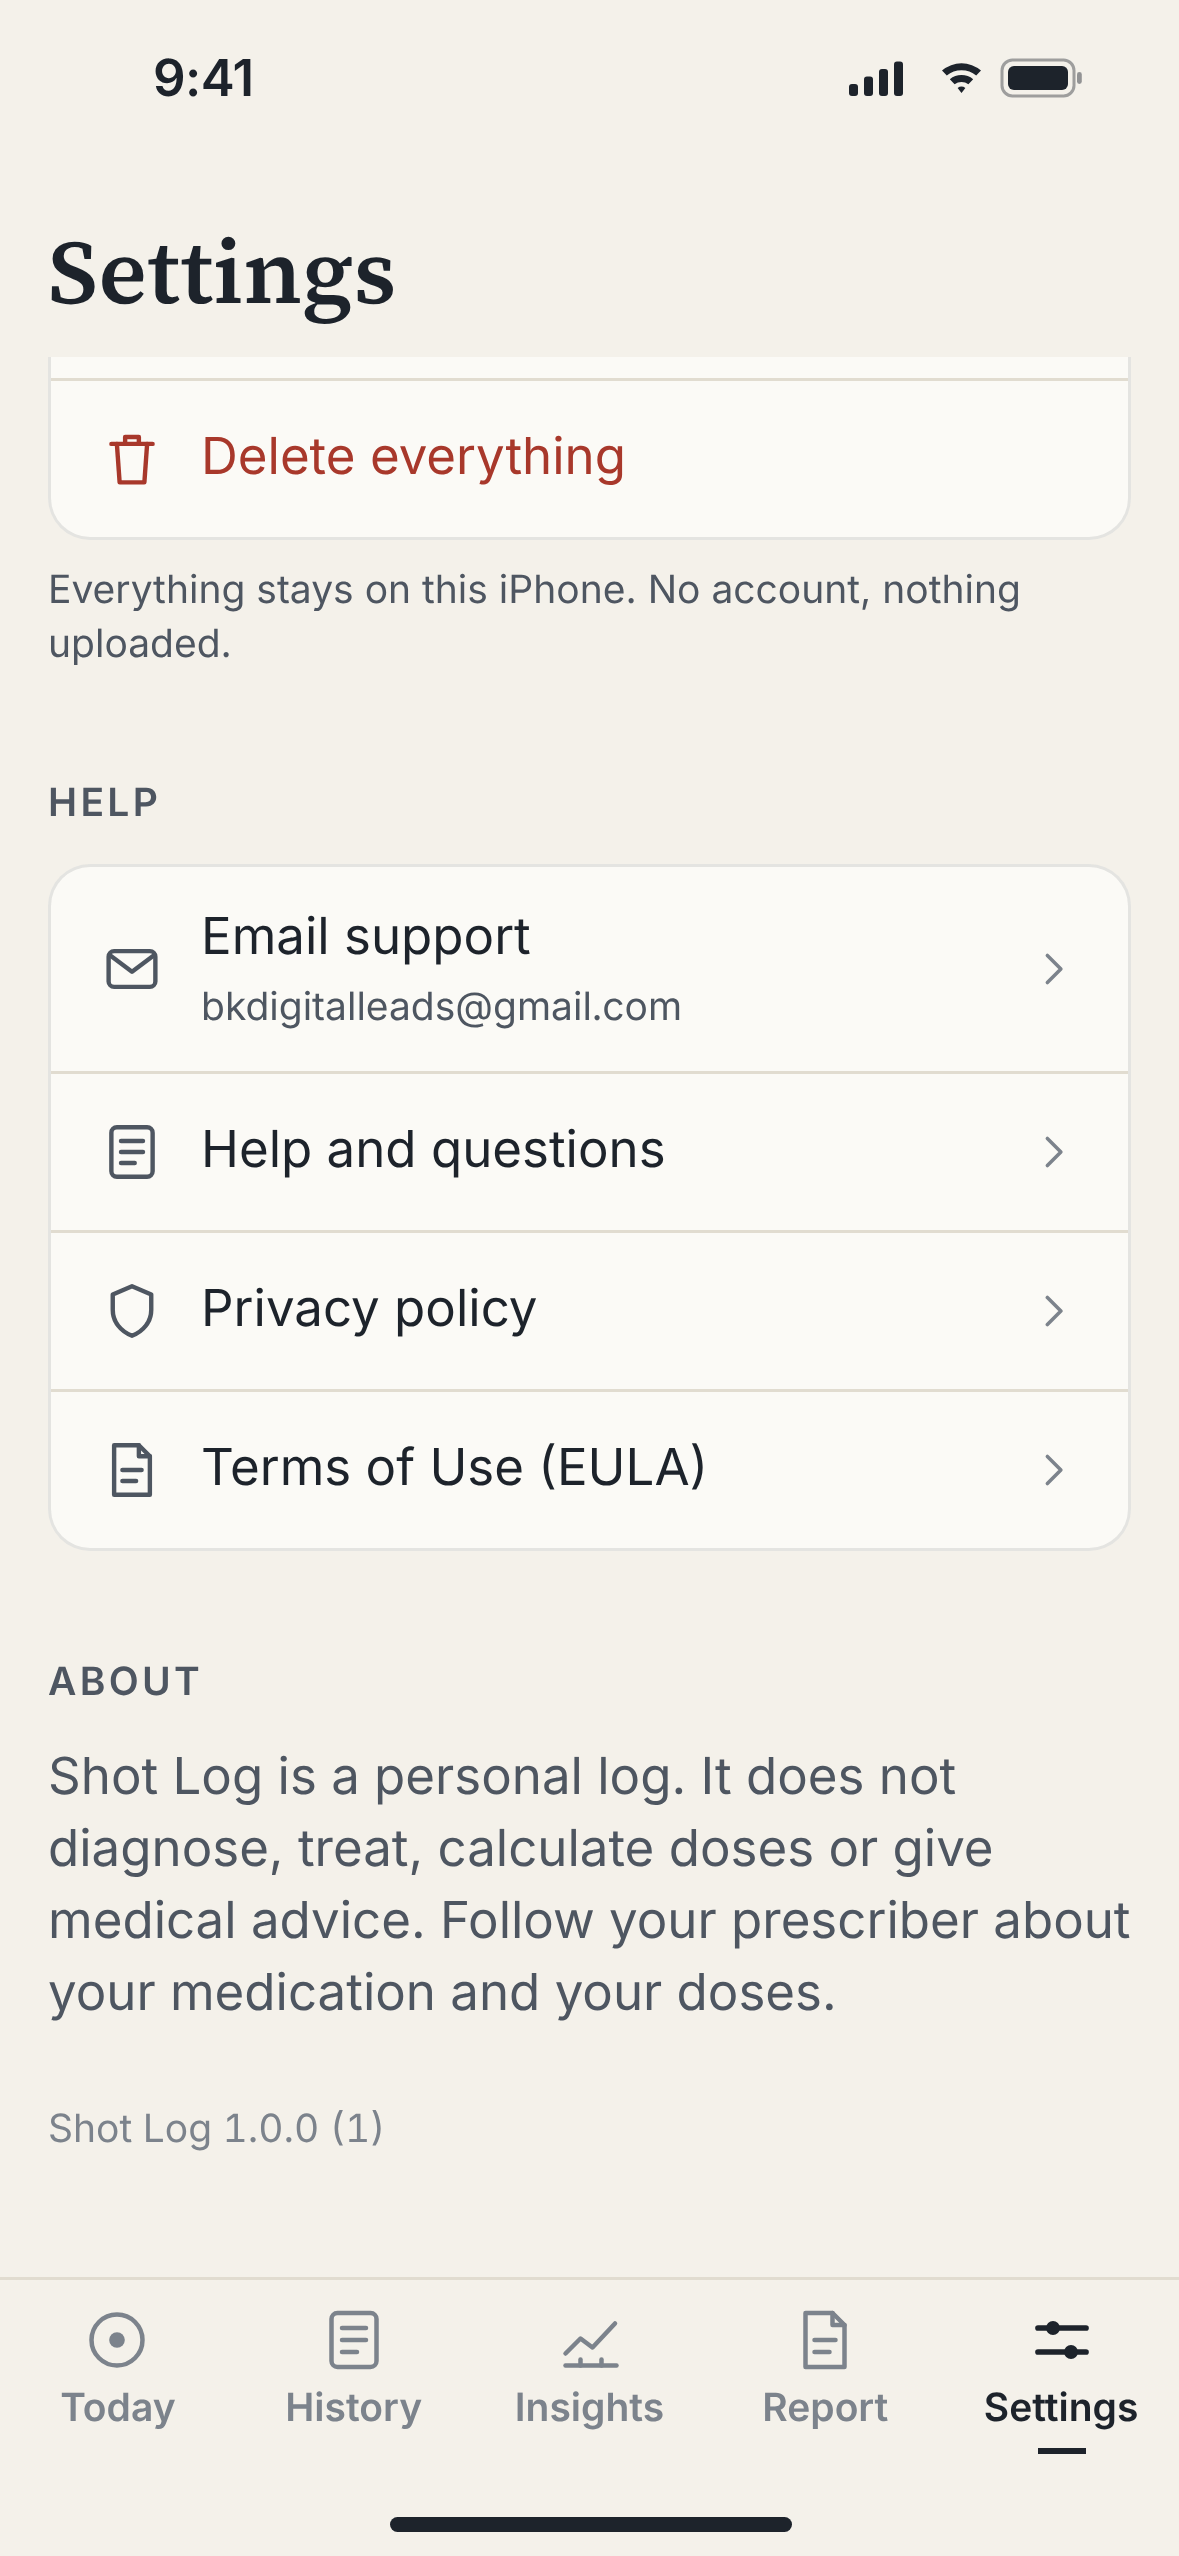 9:41
Settings
Delete everything
Everything stays on this iPhone. No account, nothing
uploaded.
HELP
Email support
bkdigitalleads@gmail.com
Help and questions
Privacy policy
Terms of Use (EULA)
ABOUT
Shot Log is a personal log. It does not
diagnose, treat, calculate doses or give
medical advice. Follow your prescriber about
your medication and your doses.
Shot Log 1.0.0 (1)
Today History Insights Report Settings